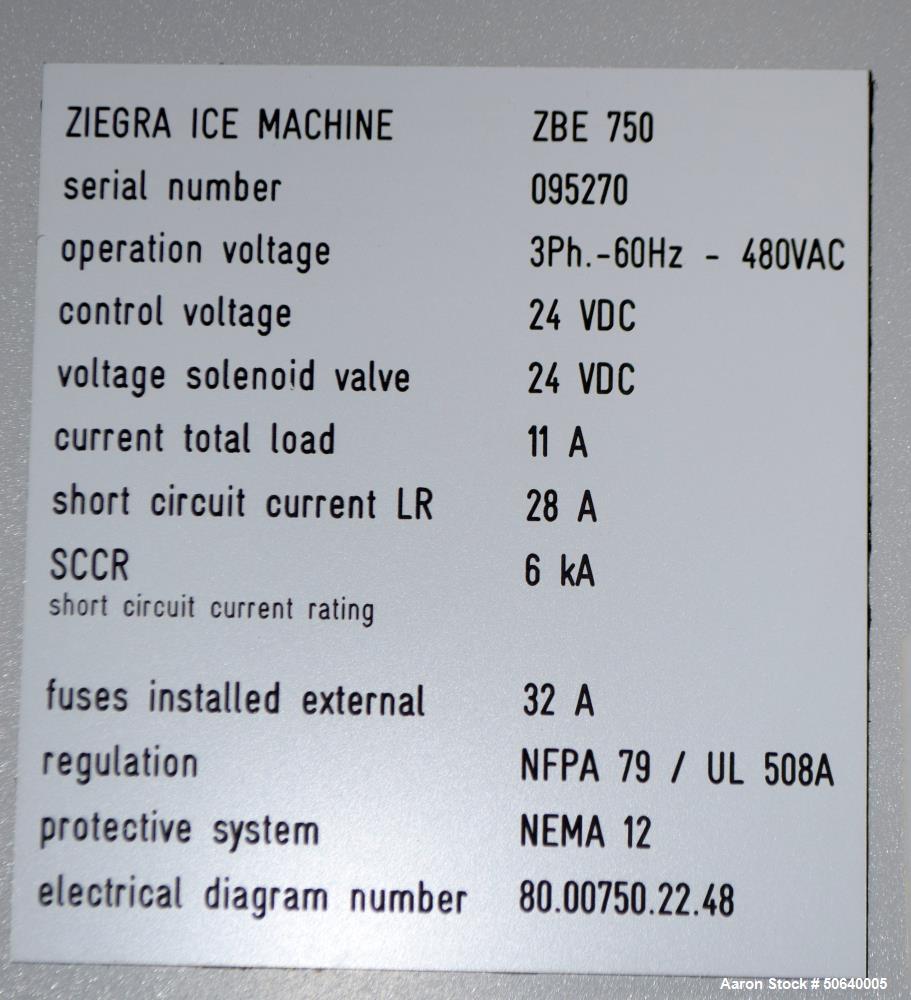 ZIEGRA ICE MACHINE ZBE 750
serial number 095270
operation voltage 3Ph.-60Hz - 480VAC
control voltage 24 VDC
voltage solenoid valve 24 VDC
current total load 11 A
short circuit current LR 28 A
SCCR 6 kA
short circuit current rating
fuses installed external 32 A
regulation NFPA 79 / UL 508A
protective system NEMA 12
electrical diagram number 80.00750.22.48
Aaron Stock # 50640005